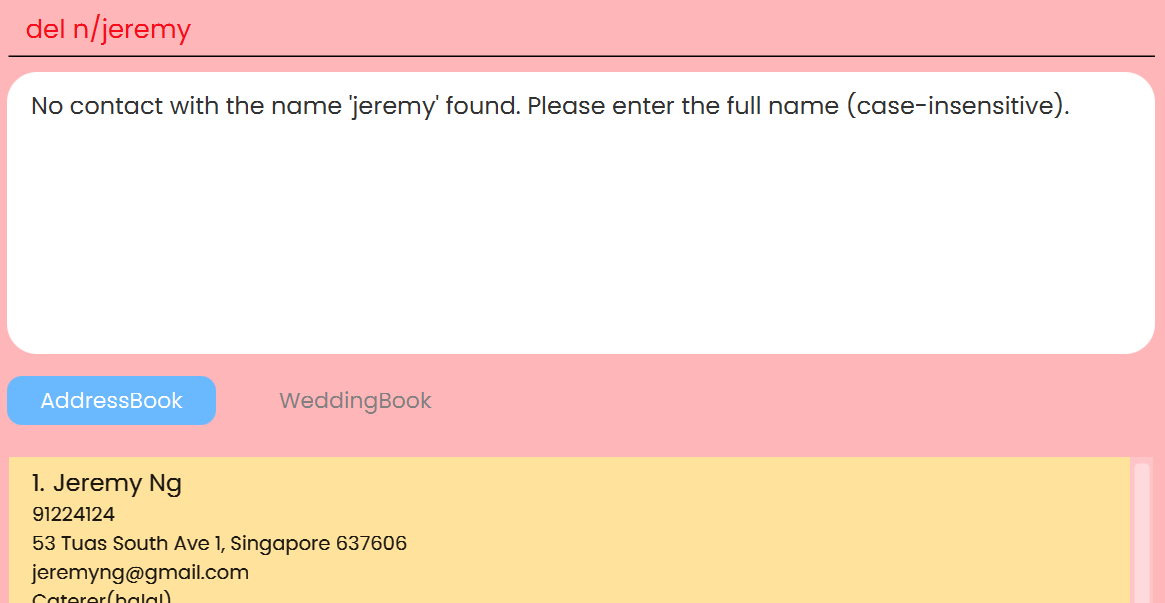 del n/jeremy
No contact with the name 'jeremy' found. Please enter the full name (case-insensitive).
AddressBook
WeddingBook
1. Jeremy Ng
91224124
53 Tuas South Ave 1, Singapore 637606
jeremyng@gmail.com
Caterer(halal)